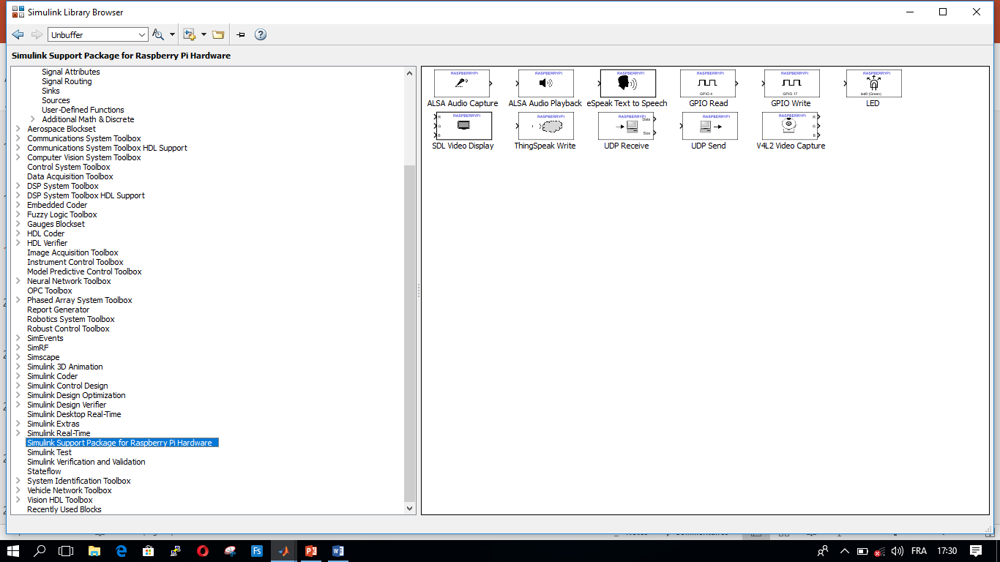 Simulink Library Browser
Unbuffer
Simulink Support Package for Raspberry Pi Hardware
Signal Attributes
Signal Routing
Sinks
Sources
User-Defined Functions
Additional Math & Discrete
Aerospace Blockset
Communications System Toolbox
Communications System Toolbox HDL Support
Computer Vision System Toolbox
Control System Toolbox
Data Acquisition Toolbox
DSP System Toolbox
DSP System Toolbox HDL Support
Embedded Coder
Fuzzy Logic Toolbox
Gauges Blockset
HDL Coder
HDL Verifier
Image Acquisition Toolbox
Instrument Control Toolbox
Model Predictive Control Toolbox
Neural Network Toolbox
OPC Toolbox
Phased Array System Toolbox
Report Generator
Robotics System Toolbox
Robust Control Toolbox
SimEvents
SimRF
Simscape
Simulink 3D Animation
Simulink Coder
Simulink Control Design
Simulink Design Optimization
Simulink Design Verifier
Simulink Desktop Real-Time
Simulink Extras
Simulink Real-Time
Simulink Support Package for Raspberry Pi Hardware
Simulink Test
Simulink Verification and Validation
Stateflow
System Identification Toolbox
Vehicle Network Toolbox
Vision HDL Toolbox
Recently Used Blocks
RASPBERRYPI RASPBERRYPI RASPBERRYPI RASPBERRYPI RASPBERRYPI RASPBERRYPI
GPIO 4 GPIO 17 led0 (Green)
ALSA Audio Capture ALSA Audio Playback eSpeak Text to Speech GPIO Read GPIO Write LED
R G B RASPBERRYPI RASPBERRYPI RASPBERRYPI Data Size RASPBERRYPI RASPBERRYPI R G B
SDL Video Display ThingSpeak Write UDP Receive UDP Send V4L2 Video Capture
Fs
FRA 17:30